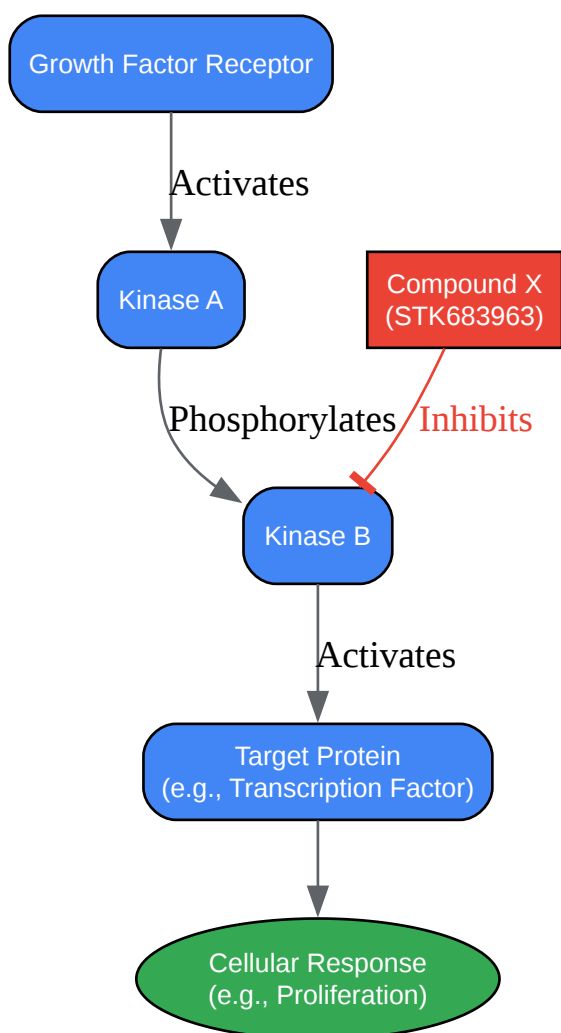 Growth Factor Receptor
Activates
Kinase A
Compound X
(STK683963)
Phosphorylates
Inhibits
Kinase B
Activates
Target Protein
(e.g., Transcription Factor)
Cellular Response
(e.g., Proliferation)